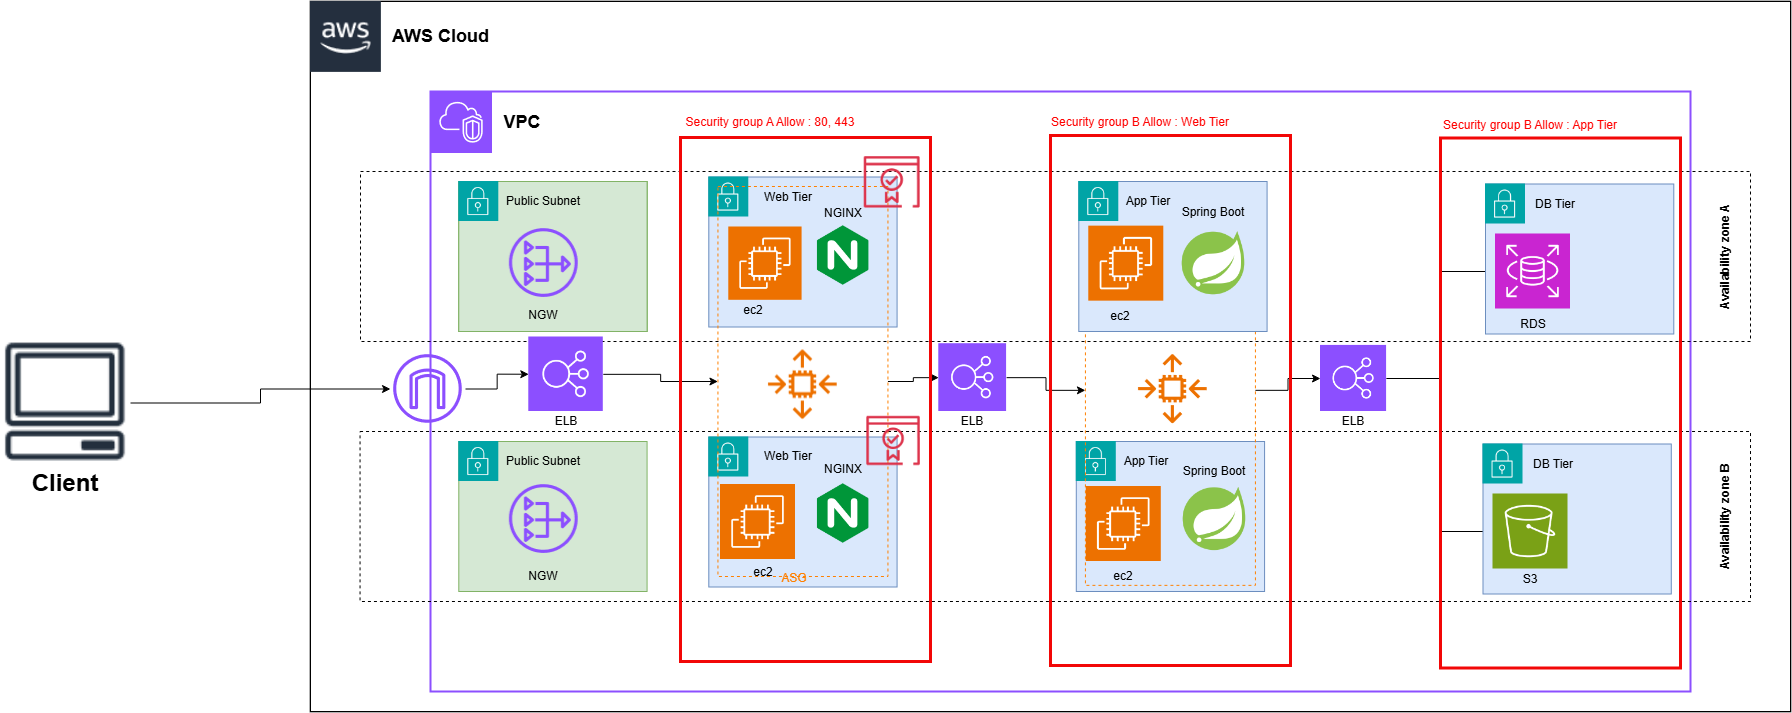 aws
AWS Cloud
VPC
Security group A Allow : 80, 443
Security group B Allow : Web Tier
Security group B Allow : App Tier
Public Subnet
NGW
Web Tier
NGINX
ec2
App Tier
Spring Boot
ec2
DB Tier
RDS
Availability zone A
Client
ELB
ELB
ELB
Public Subnet
NGW
Web Tier
NGINX
ec2
ASG
App Tier
Spring Boot
ec2
DB Tier
S3
Availability zone B